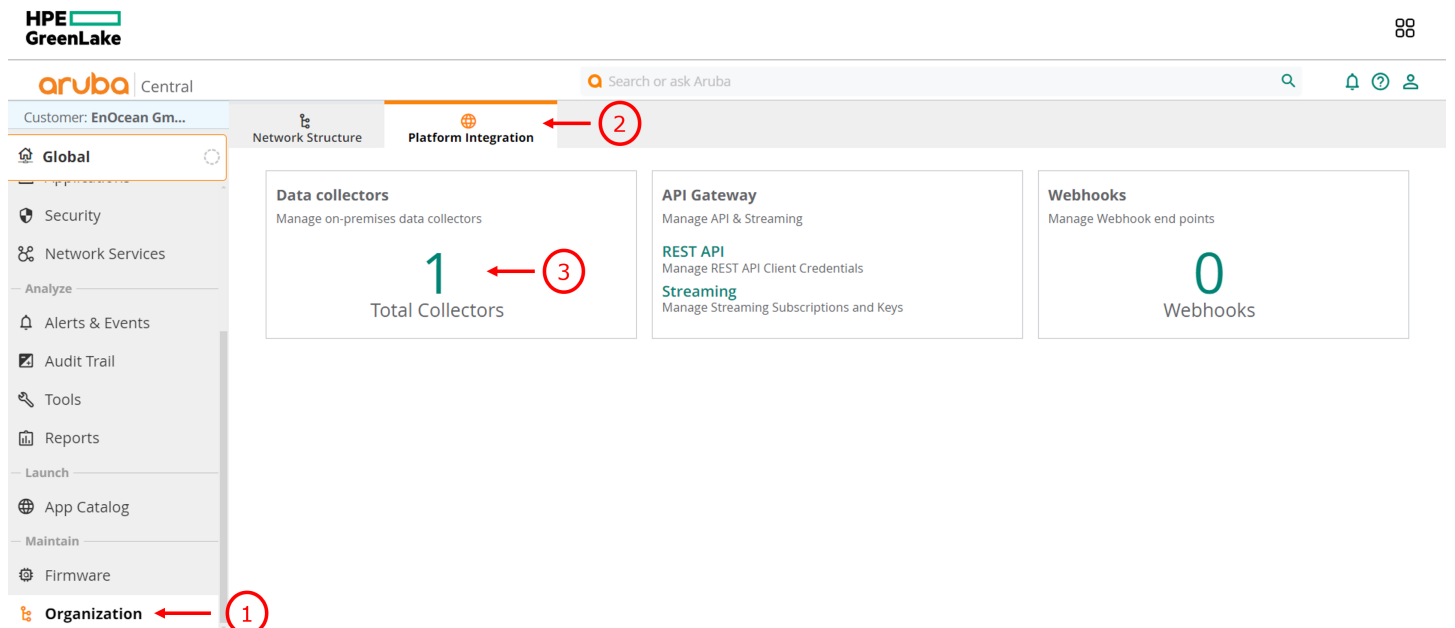 HPE
GreenLake
aruba Central
Search or ask Aruba
Customer: EnOcean Gm...
Global
Security
Network Services
Analyze
Alerts & Events
Audit Trail
Tools
Reports
Launch
App Catalog
Maintain
Firmware
Organization
1
Network Structure
Platform Integration
2
Data collectors
Manage on-premises data collectors
1
3
Total Collectors
API Gateway
Manage API & Streaming
REST API
Manage REST API Client Credentials
Streaming
Manage Streaming Subscriptions and Keys
Webhooks
Manage Webhook end points
0
Webhooks